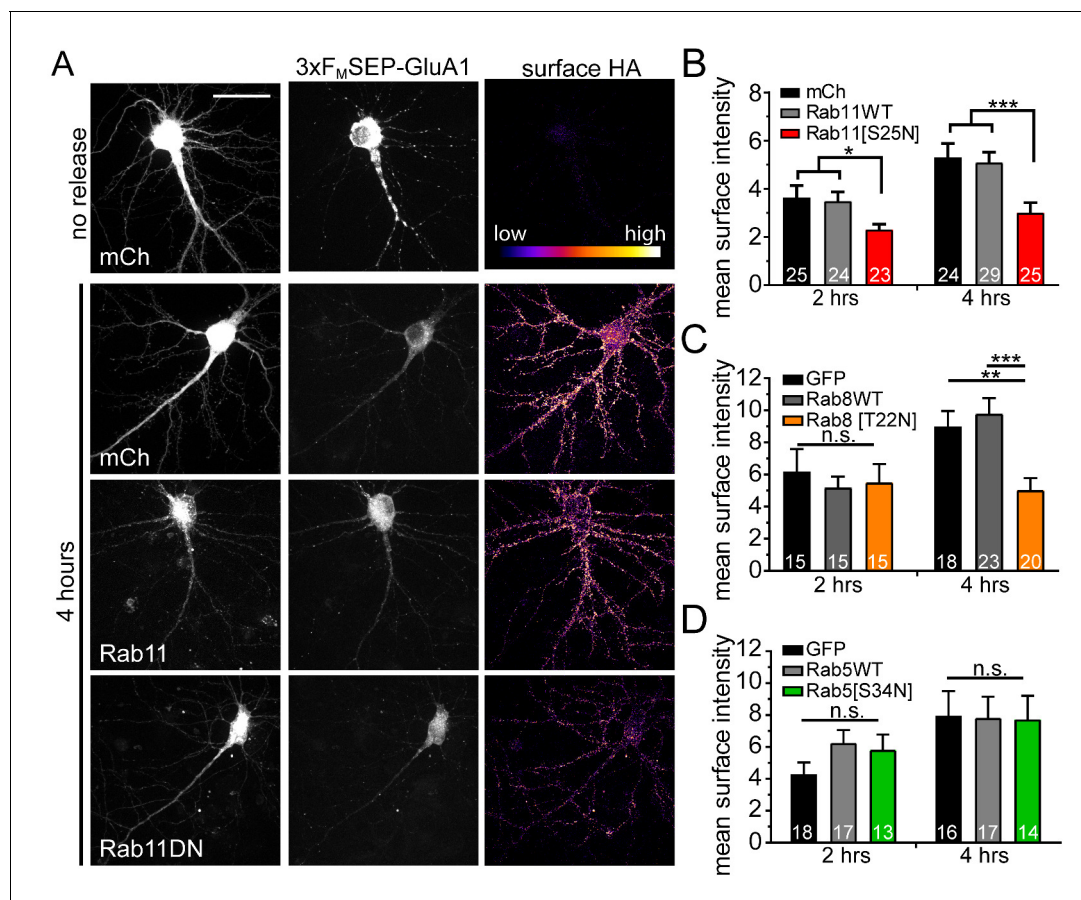 A
3xFMSEP-GluA1
surface HA
no release
mCh
low
high
4 hours
mCh
Rab11
Rab11DN
B
mean surface intensity
8
6
4
2
0
mCh
Rab11WT
Rab11[S25N]
*
***
25 24 23 24 29 25
2 hrs 4 hrs
C
mean surface intensity
12
10
8
6
4
2
0
GFP
Rab8WT
Rab8 [T22N]
n.s.
***
**
15 15 15 18 23 20
2 hrs 4 hrs
D
mean surface intensity
12
10
8
6
4
2
0
GFP
Rab5WT
Rab5[S34N]
n.s.
n.s.
18 17 13 16 17 14
2 hrs 4 hrs